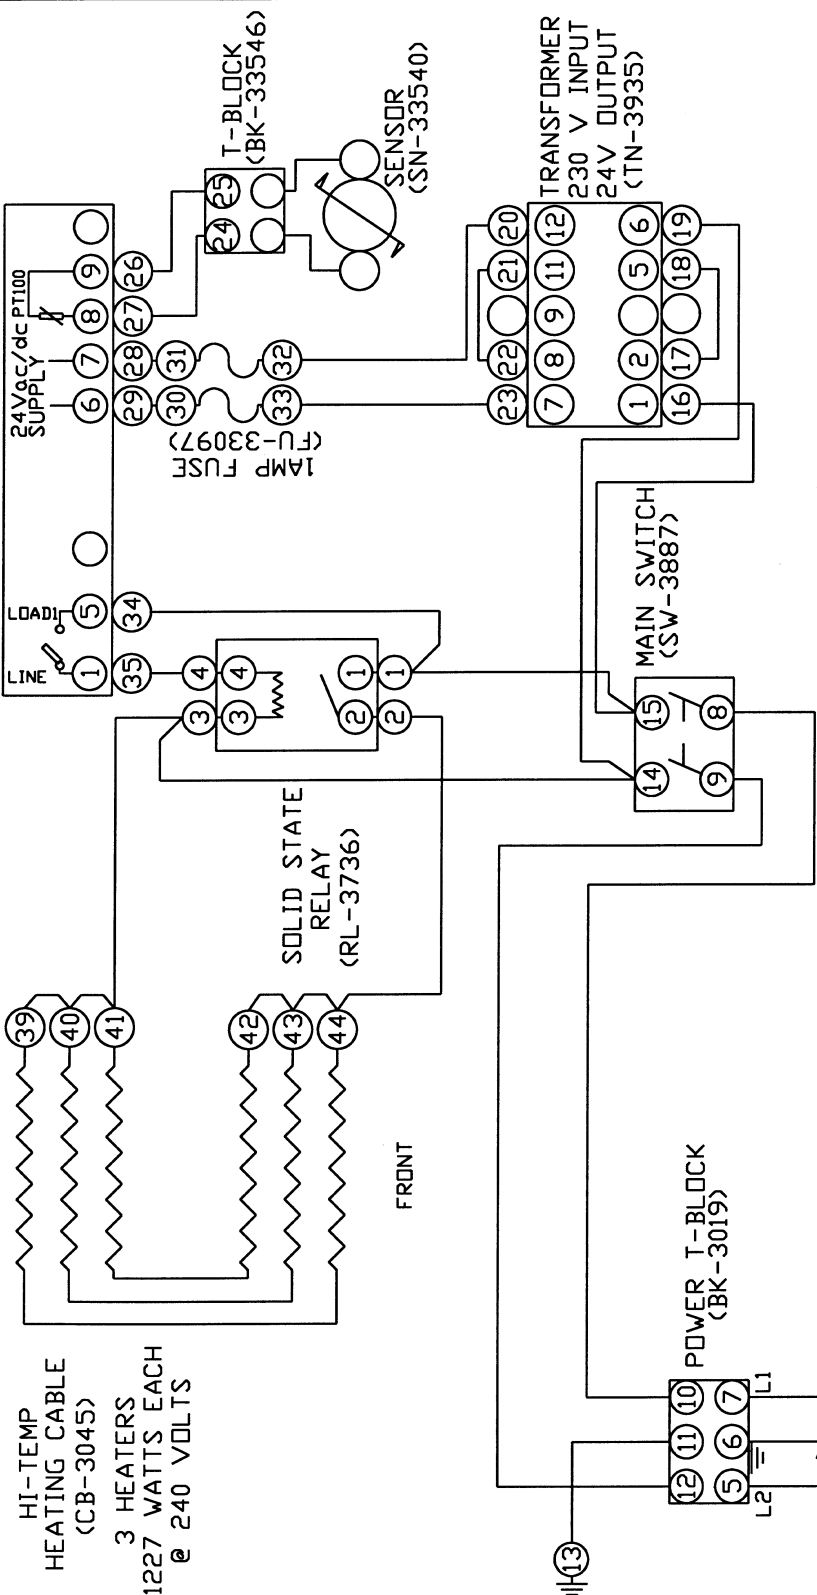 24Vac/dc
SUPPLY
PT100
6
7
8
9
29
28
27
26
30
31
33
32
1AMP FUSE
(FU-33097)
T-BLOCK
(BK-33546)
24
25
SENSOR
(SN-33540)
TRANSFORMER
230 V INPUT
24V OUTPUT
(TN-3935)
23
22
21
20
7
8
9
11
12
1
2
5
6
16
17
18
19
LINE
LOAD1
1
5
35
34
3
4
3
4
2
1
2
1
SOLID STATE
RELAY
(RL-3736)
MAIN SWITCH
(SW-3887)
14
15
9
8
39
40
41
42
43
44
FRONT
HI-TEMP
HEATING CABLE
(CB-3045)
3 HEATERS
1227 WATTS EACH
@ 240 VOLTS
POWER T-BLOCK
(BK-3019)
12
11
10
5
6
7
L2
L1
13